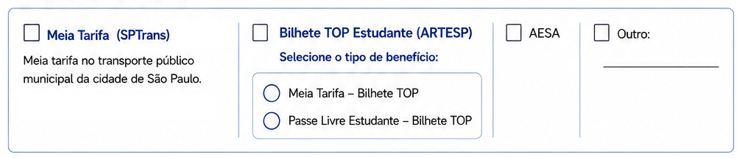 Meia Tarifa (SPTrans)
Meia tarifa no transporte público
municipal da cidade de São Paulo.
Bilhete TOP Estudante (ARTESP)
Selecione o tipo de benefício:
Meia Tarifa – Bilhete TOP
Passe Livre Estudante – Bilhete TOP
AESA
Outro: